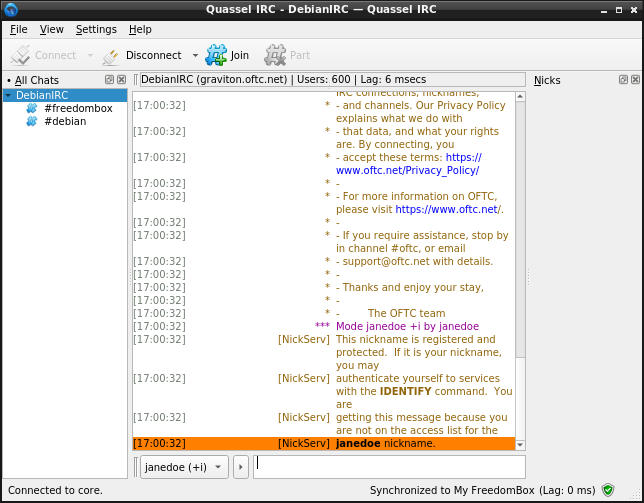 Quassel IRC - DebianIRC — Quassel IRC
File View Settings Help
Connect Disconnect Join Part
• All Chats
DebianIRC
#freedombox
#debian
DebianIRC (graviton.oftc.net) | Users: 600 | Lag: 6 msecs
Nicks
IRC connections, nicknames,
[17:00:32] * - and channels. Our Privacy Policy
explains what we do with
[17:00:32] * - that data, and what your rights
are. By connecting, you
[17:00:32] * - accept these terms: https://
www.oftc.net/Privacy_Policy/
[17:00:32] * -
[17:00:32] * - For more information on OFTC,
please visit https://www.oftc.net/.
[17:00:32] * -
[17:00:32] * - If you require assistance, stop by
in channel #oftc, or email
[17:00:32] * - support@oftc.net with details.
[17:00:32] * -
[17:00:32] * - Thanks and enjoy your stay,
[17:00:32] * -
[17:00:32] * - The OFTC team
[17:00:32] *** Mode janedoe +i by janedoe
[17:00:32] [NickServ] This nickname is registered and
protected. If it is your nickname,
you may
[17:00:32] [NickServ] authenticate yourself to services
with the IDENTIFY command. You
are
[17:00:32] [NickServ] getting this message because you
are not on the access list for the
[17:00:32] [NickServ] janedoe nickname.
janedoe (+i)
Connected to core.
Synchronized to My FreedomBox (Lag: 0 ms)